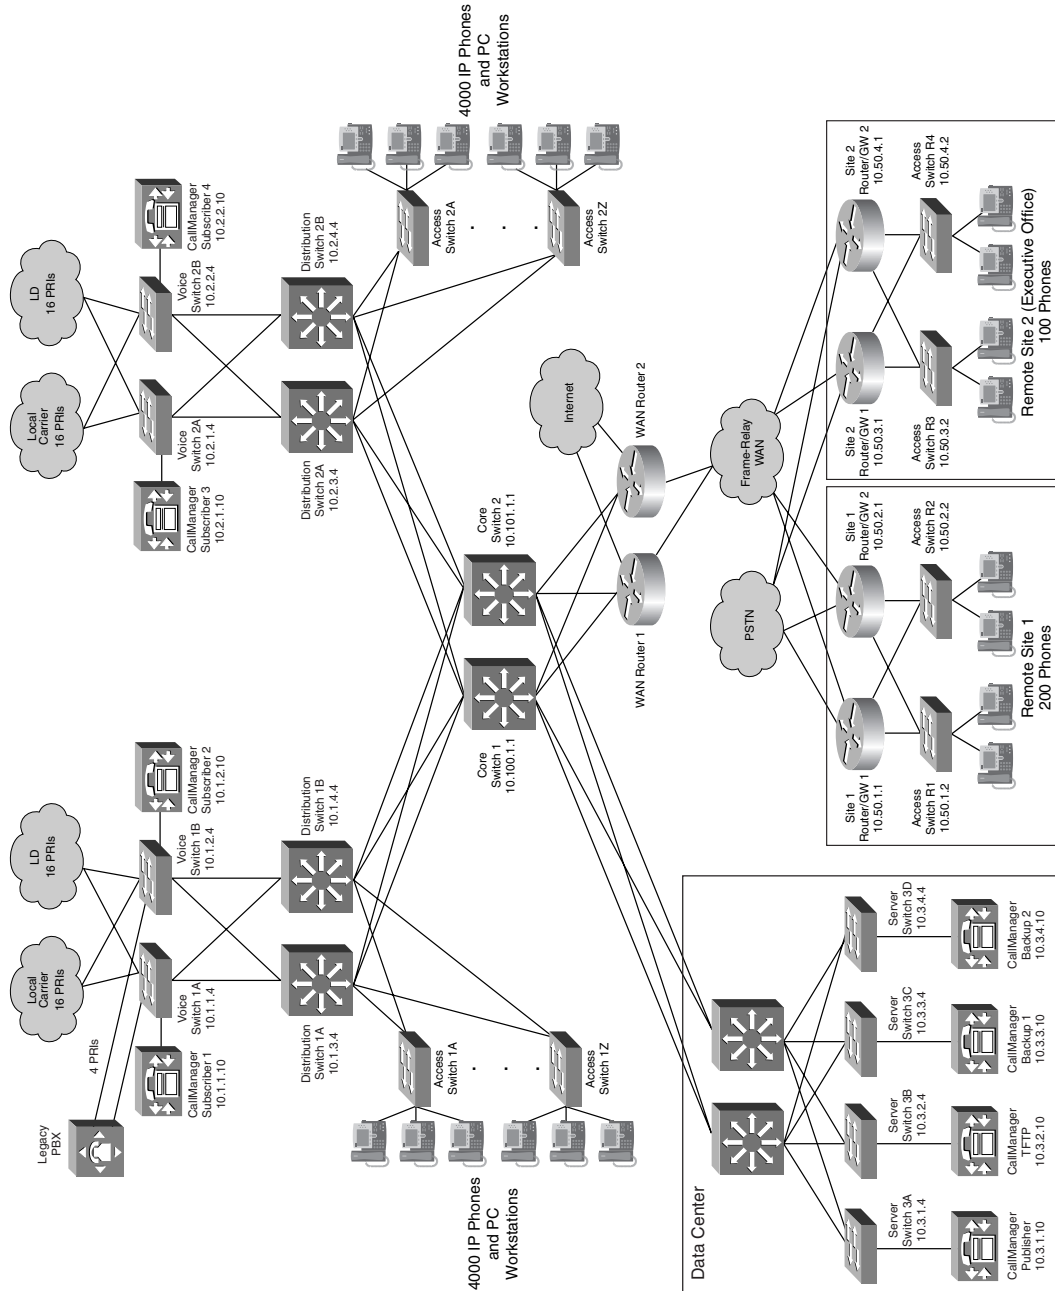 LD
16 PRIs
Local
Carrier
16 PRIs
Legacy
PBX
4 PRIs
CallManager
Subscriber 1
10.1.1.10
Voice
Switch 1A
10.1.1.4
Voice
Switch 1B
10.1.2.4
CallManager
Subscriber 2
10.1.2.10
Distribution
Switch 1A
10.1.3.4
Distribution
Switch 1B
10.1.4.4
Access
Switch 1A
.
.
.
Access
Switch 1Z
4000 IP Phones
and PC
Workstations
LD
16 PRIs
Local
Carrier
16 PRIs
CallManager
Subscriber 3
10.2.1.10
Voice
Switch 2A
10.2.1.4
Voice
Switch 2B
10.2.2.4
CallManager
Subscriber 4
10.2.2.10
Distribution
Switch 2A
10.2.3.4
Distribution
Switch 2B
10.2.4.4
Access
Switch 2A
.
.
.
Access
Switch 2Z
4000 IP Phones
and PC
Workstations
Core
Switch 1
10.100.1.1
Core
Switch 2
10.101.1.1
Internet
WAN Router 1
WAN Router 2
PSTN
Frame-Relay
WAN
Data Center
Server
Switch 3A
10.3.1.4
Server
Switch 3B
10.3.2.4
Server
Switch 3C
10.3.3.4
Server
Switch 3D
10.3.4.4
CallManager
Publisher
10.3.1.10
CallManager
TFTP
10.3.2.10
CallManager
Backup 1
10.3.3.10
CallManager
Backup 2
10.3.4.10
Site 1
Router/GW 1
10.50.1.1
Site 1
Router/GW 2
10.50.2.1
Access
Switch R1
10.50.1.2
Access
Switch R2
10.50.2.2
Remote Site 1
200 Phones
Site 2
Router/GW 1
10.50.3.1
Site 2
Router/GW 2
10.50.4.1
Access
Switch R3
10.50.3.2
Access
Switch R4
10.50.4.2
Remote Site 2 (Executive Office)
100 Phones